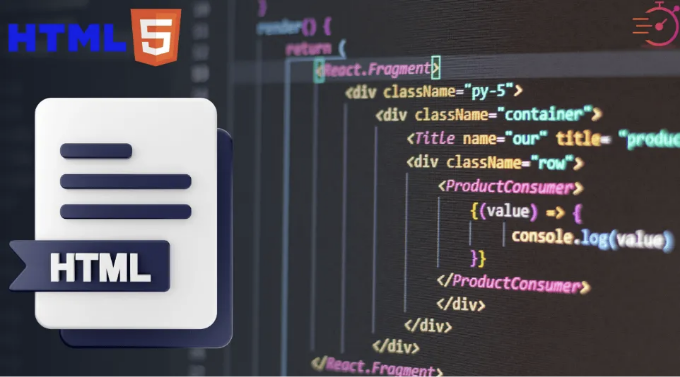 HTML 5
HTML
}
render() {
return (
<React.Fragment>
<div className="py-5">
<div className="container">
<Title name="our" title= "produc
<div className="row">
<ProductConsumer>
{(value) => {
console.log(value)
}}
</ProductConsumer>
</div>
</div>
</div>
</React.Fragment>